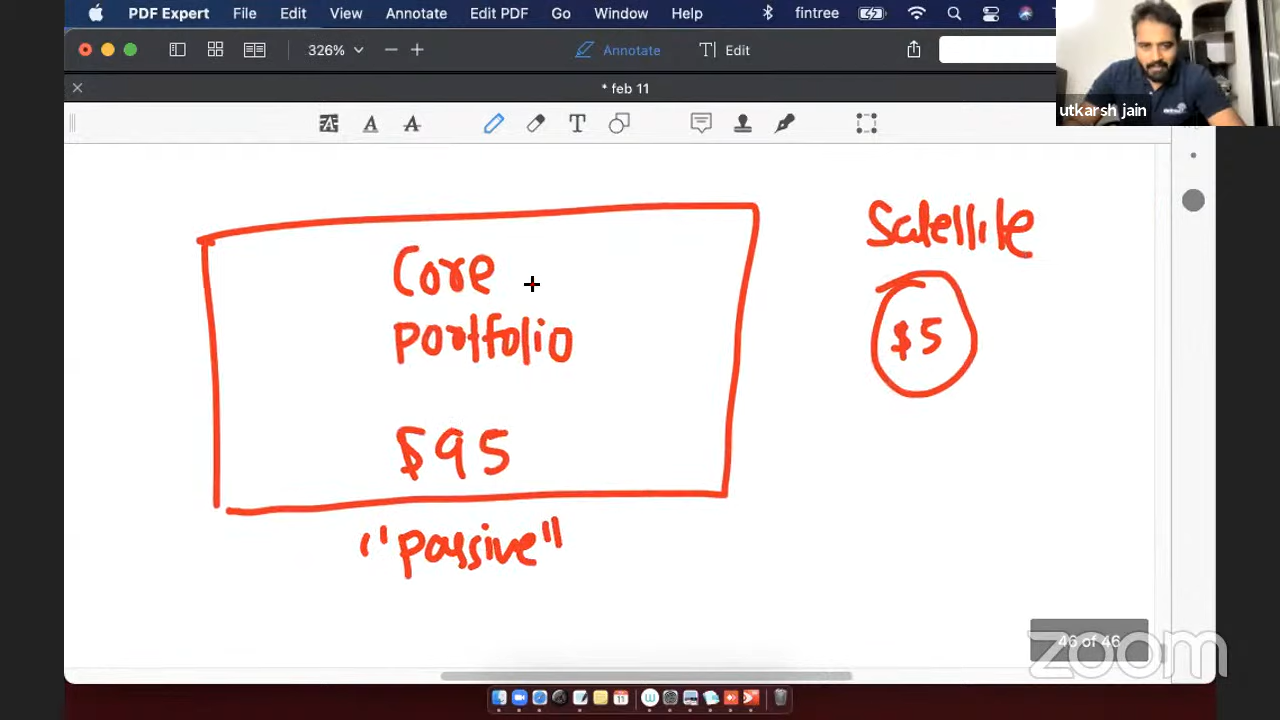 PDF Expert File Edit View Annotate Edit PDF Go Window Help fintree
326% Annotate T| Edit
* feb 11
utkarsh jain
Core
Portfolio
$95
"Passive"
Satellite
$5
46 of 46
zoom